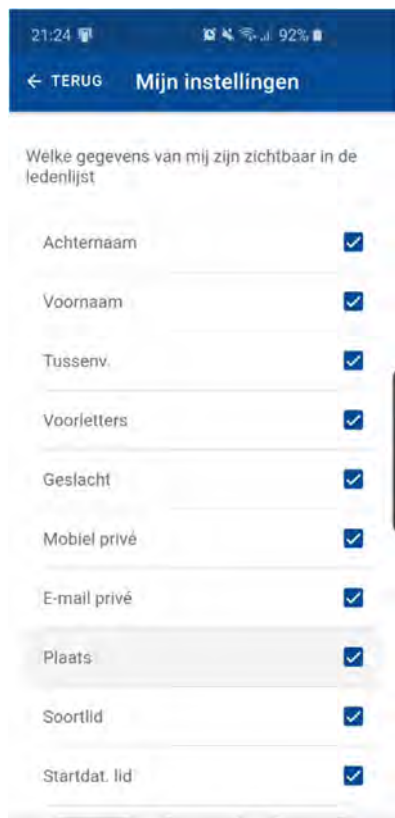 21:24 92%
← TERUG Mijn instellingen
Welke gegevens van mij zijn zichtbaar in de
ledenlijst
Achternaam
Voornaam
Tussenv.
Voorletters
Geslacht
Mobiel privé
E-mail privé
Plaats
Soortlid
Startdat. lid